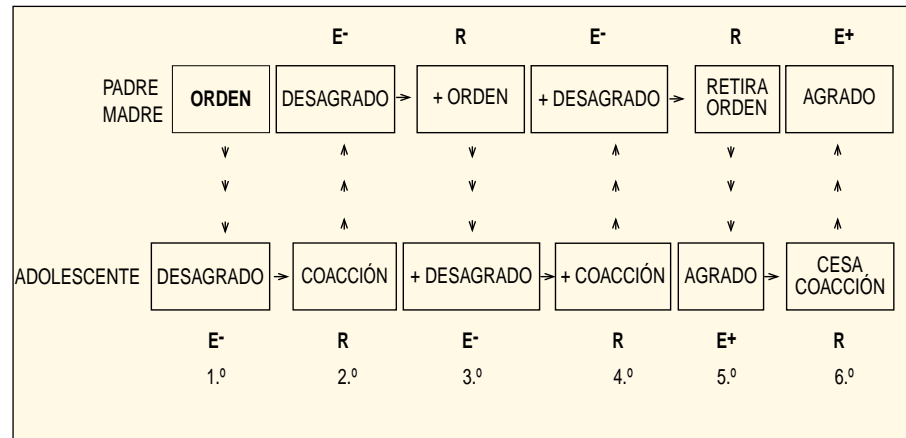 E- R E- R E+
PADRE
MADRE
ORDEN
DESAGRADO
+ ORDEN
+ DESAGRADO
RETIRA
ORDEN
AGRADO
ADOLESCENTE
DESAGRADO
COACCIÓN
+ DESAGRADO
+ COACCIÓN
AGRADO
CESA
COACCIÓN
E- R E- R E+ R
1.º 2.º 3.º 4.º 5.º 6.º